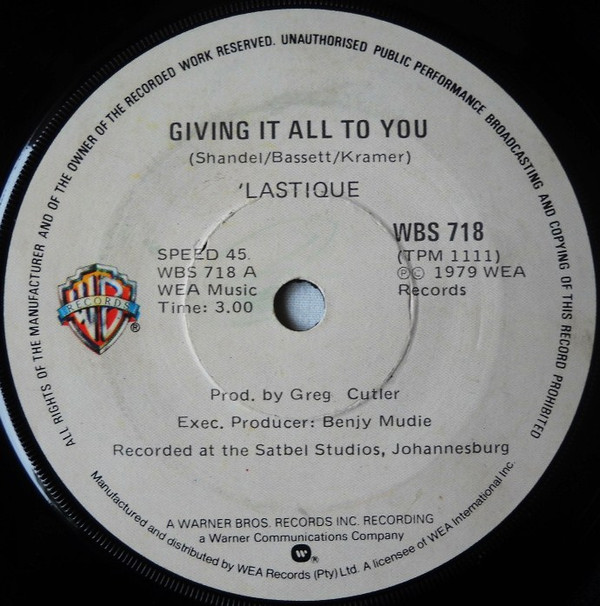 ALL RIGHTS OF THE MANUFACTURER AND OF THE OWNER OF THE RECORDED WORK RESERVED. UNAUTHORISED PUBLIC PERFORMANCE BROADCASTING AND COPYING OF THIS RECORD PROHIBITED
GIVING IT ALL TO YOU
(Shandel/Bassett/Kramer)
'LASTIQUE
WBS 718
SPEED 45.
(TPM 1111)
WBS 718 A
℗© 1979 WEA
WEA Music
Records
Time: 3.00
WB
RECORDS
®
Prod. by Greg Cutler
Exec. Producer: Benjy Mudie
Recorded at the Satbel Studios, Johannesburg
A WARNER BROS. RECORDS INC. RECORDING
a Warner Communications Company
®
Manufactured and distributed by WEA Records (Pty) Ltd. A licensee of WEA International Inc.